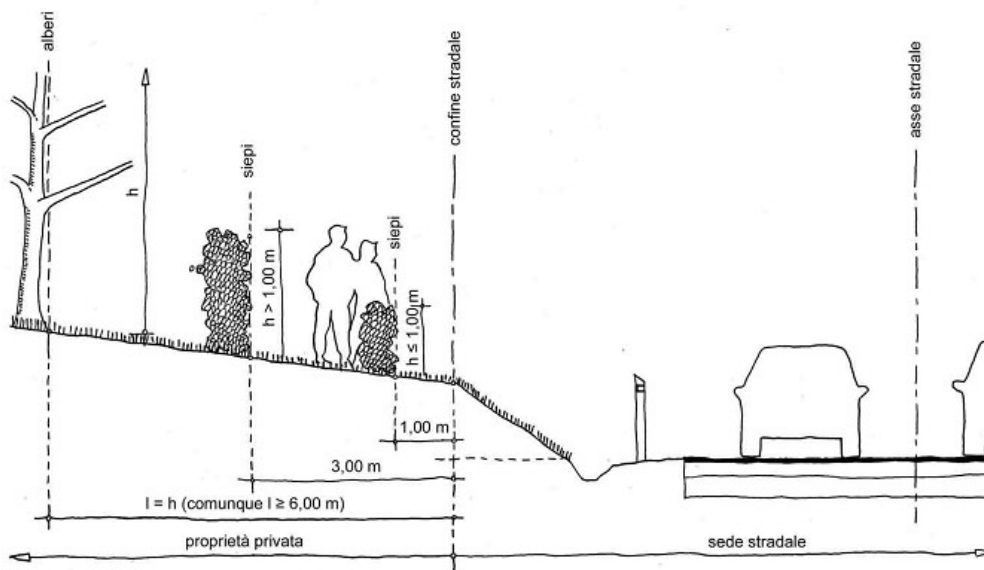 alberi
confine stradale
asse stradale
siepi
h
siepi
h > 1,00 m
h ≤ 1,00 m
1,00 m
3,00 m
l = h (comunque l ≥ 6,00 m)
proprietà privata
sede stradale